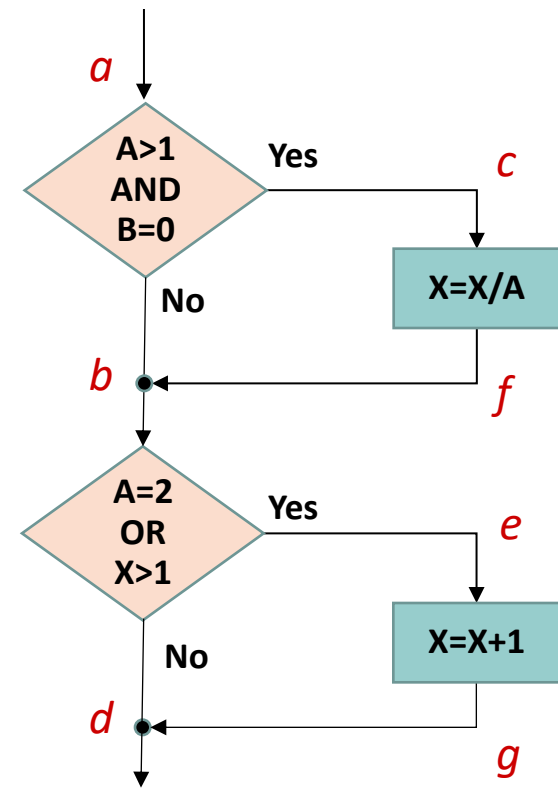 a
A>1
AND
B=0
Yes
c
X=X/A
No
b
f
A=2
OR
X>1
Yes
e
X=X+1
No
d
g